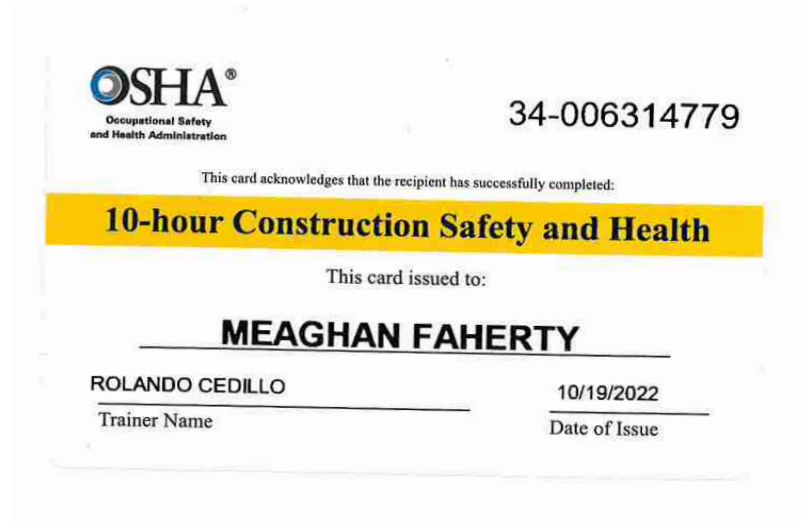 OSHA®
Occupational Safety
and Health Administration
34-006314779
This card acknowledges that the recipient has successfully completed:
10-hour Construction Safety and Health
This card issued to:
MEAGHAN FAHERTY
ROLANDO CEDILLO
10/19/2022
Trainer Name
Date of Issue